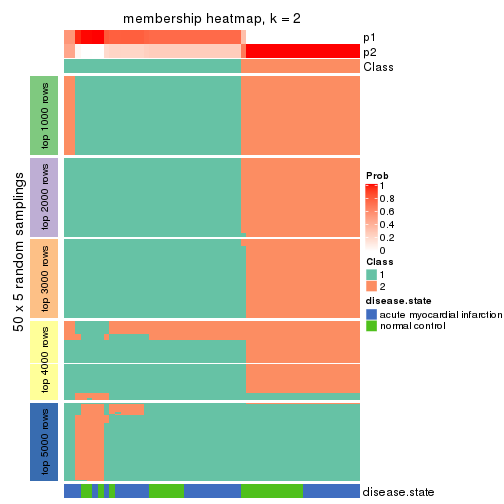 membership heatmap, k = 2
p1
p2
Class
50 x 5 random samplings
top 1000 rows
top 2000 rows
top 3000 rows
top 4000 rows
top 5000 rows
Prob
1
0.8
0.6
0.4
0.2
0
Class
1
2
disease.state
acute myocardial infarction
normal control
disease.state